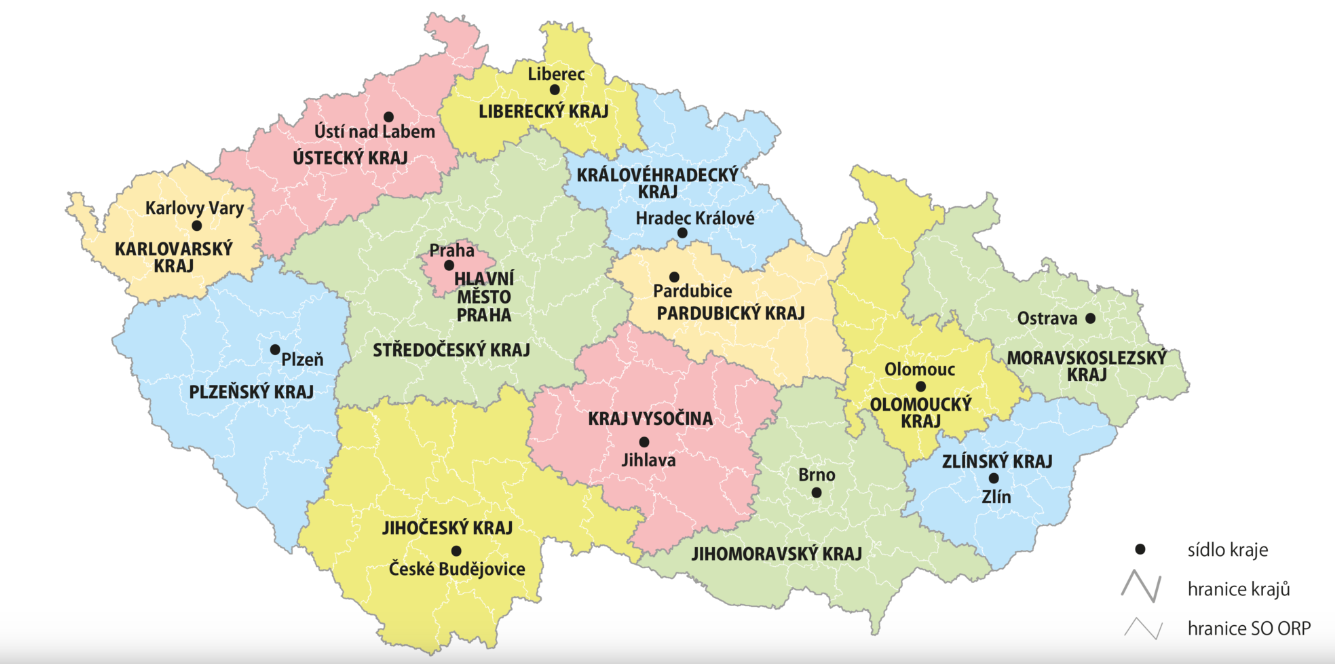 Liberec
LIBERECKÝ KRAJ
Ústí nad Labem
ÚSTECKÝ KRAJ
KRÁLOVÉHRADECKÝ
KRAJ
Hradec Králové
Karlovy Vary
KARLOVARSKÝ
KRAJ
Praha
HLAVNÍ
MĚSTO
PRAHA
Pardubice
PARDUBICKÝ KRAJ
Ostrava
MORAVSKOSLEZSKÝ
KRAJ
STŘEDOČESKÝ KRAJ
Plzeň
PLZEŇSKÝ KRAJ
Olomouc
OLOMOUCKÝ
KRAJ
KRAJ VYSOČINA
Jihlava
ZLÍNSKÝ KRAJ
Zlín
Brno
JIHOMORAVSKÝ KRAJ
JIHOČESKÝ KRAJ
České Budějovice
sídlo kraje
hranice krajů
hranice SO ORP